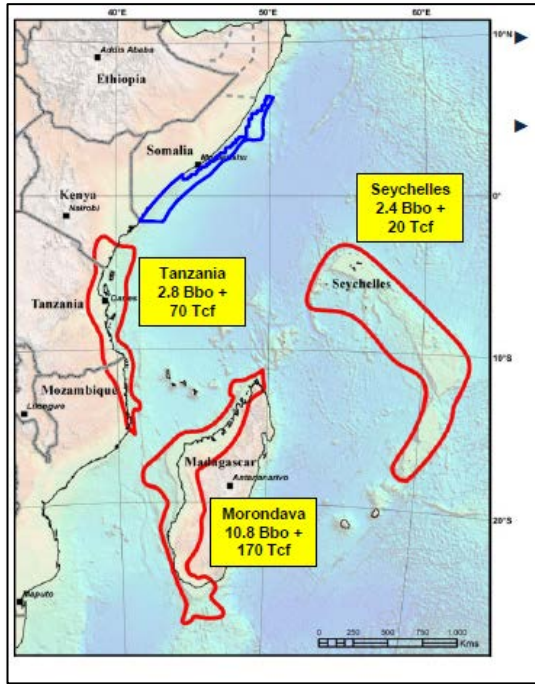 40°E
50°E
60°E
10°N
Addis Ababa
Ethiopia
Somalia
Kenya
Nairobi
0°
Seychelles
2.4 Bbo +
20 Tcf
Tanzania
2.8 Bbo +
70 Tcf
Seychelles
Tanzania
10°S
Mozambique
Lilongwe
Madagascar
Antananarivo
Morondava
10.8 Bbo +
170 Tcf
20°S
Maputo
0 250 500 750 1,000
Kms